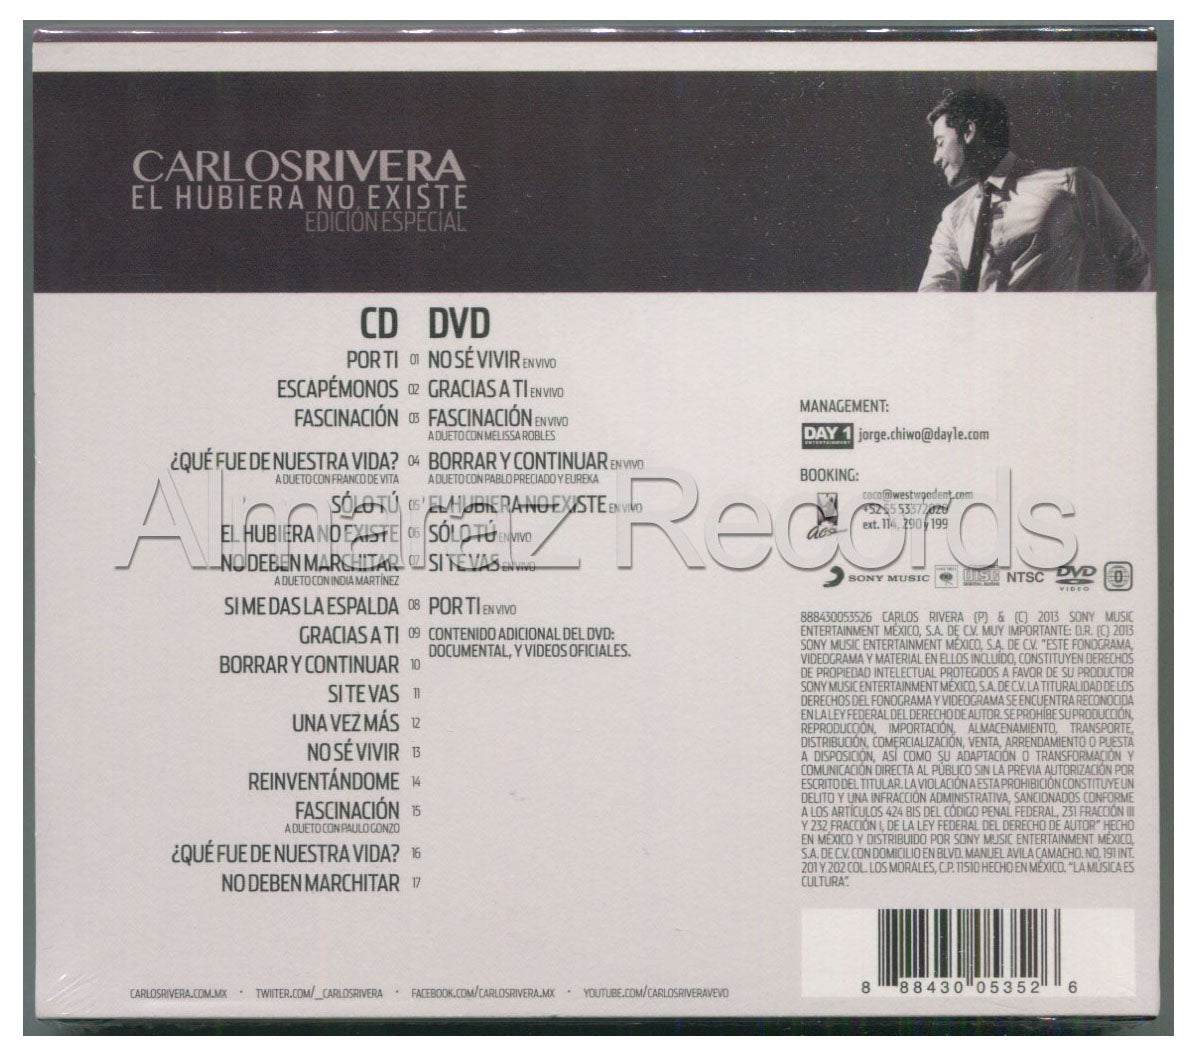 CARLOSRIVERA
EL HUBIERA NO EXISTE
EDICIÓN ESPECIAL
CD DVD
POR TI 01 NO SÉ VIVIR EN VIVO
ESCAPÉMONOS 02 GRACIAS A TI EN VIVO
FASCINACIÓN 03 FASCINACIÓN EN VIVO
A DUETO CON MELISSA ROBLES
¿QUÉ FUE DE NUESTRA VIDA? 04 BORRAR Y CONTINUAR EN VIVO
A DUETO CON FRANCO DE VITA A DUETO CON PABLO PRECIADO Y EUREKA
SÓLO TÚ 05 EL HUBIERA NO EXISTE EN VIVO
EL HUBIERA NO EXISTE 06 SÓLO TÚ EN VIVO
NO DEBEN MARCHITAR 07 SI TE VAS EN VIVO
A DUETO CON INDIA MARTÍNEZ
SI ME DAS LA ESPALDA 08 POR TI EN VIVO
GRACIAS A TI 09 CONTENIDO ADICIONAL DEL DVD:
DOCUMENTAL, Y VIDEOS OFICIALES.
BORRAR Y CONTINUAR 10
SI TE VAS 11
UNA VEZ MÁS 12
NO SÉ VIVIR 13
REINVENTÁNDOME 14
FASCINACIÓN 15
A DUETO CON PAULO GONZO
¿QUÉ FUE DE NUESTRA VIDA? 16
NO DEBEN MARCHITAR 17
MANAGEMENT:
DAY 1
ENTERTAINMENT
jorge.chiwo@day1e.com
BOOKING:
coco@westwoodent.com
+52 55 53372020
ext. 114, 290 y 199
Almaraz Records
SONY MUSIC
DISC
DIGITAL AUDIO
NTSC
DVD
VIDEO
0
888430053526 CARLOS RIVERA (P) & (C) 2013 SONY MUSIC
ENTERTAINMENT MÉXICO, S.A. DE C.V. MUY IMPORTANTE: D.R. (C) 2013
SONY MUSIC ENTERTAINMENT MÉXICO, S.A. DE C.V. "ESTE FONOGRAMA,
VIDEOGRAMA Y MATERIAL EN ELLOS INCLUÍDO, CONSTITUYEN DERECHOS
DE PROPIEDAD INTELECTUAL PROTEGIDOS A FAVOR DE SU PRODUCTOR
SONY MUSIC ENTERTAINMENT MÉXICO, S.A. DE C.V. LA TITURALIDAD DE LOS
DERECHOS DEL FONOGRAMA Y VIDEOGRAMA SE ENCUENTRA RECONOCIDA
EN LA LEY FEDERAL DEL DERECHO DE AUTOR. SE PROHÍBE SU PRODUCCIÓN,
REPRODUCCIÓN, IMPORTACIÓN, ALMACENAMIENTO, TRANSPORTE,
DISTRIBUCIÓN, COMERCIALIZACIÓN, VENTA, ARRENDAMIENTO O PUESTA
A DISPOSICIÓN, ASÍ COMO SU ADAPTACIÓN O TRANSFORMACIÓN Y
COMUNICACIÓN DIRECTA AL PÚBLICO SIN LA PREVIA AUTORIZACIÓN POR
ESCRITO DEL TITULAR. LA VIOLACIÓN A ESTA PROHIBICIÓN CONSTITUYE UN
DELITO Y UNA INFRACCIÓN ADMINISTRATIVA, SANCIONADOS CONFORME
A LOS ARTÍCULOS 424 BIS DEL CÓDIGO PENAL FEDERAL, 231 FRACCIÓN III
Y 232 FRACCIÓN I, DE LA LEY FEDERAL DEL DERECHO DE AUTOR" HECHO
EN MÉXICO Y DISTRIBUIDO POR SONY MUSIC ENTERTAINMENT MÉXICO,
S.A. DE C.V. CON DOMICILIO EN BLVD. MANUEL AVILA CAMACHO. NO. 191 INT.
201 Y 202 COL. LOS MORALES, C.P. 11510 HECHO EN MÉXICO. "LA MÚSICA ES
CULTURA".
8 88430 05352 6
CARLOSRIVERA.COM.MX · TWIITER.COM/_CARLOSRIVERA · FACEBOOK.COM/CARLOSRIVERA.MX · YOUTUBE.COM/CARLOSRIVERAVEVO